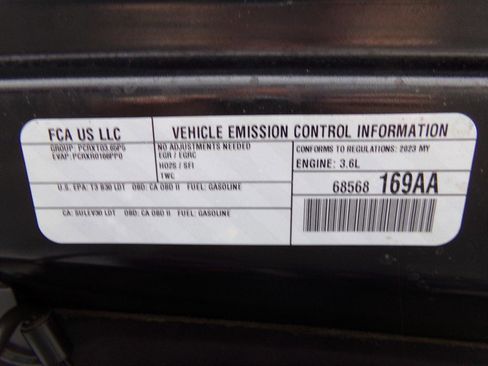 FCA US LLC
VEHICLE EMISSION CONTROL INFORMATION
GROUP: PCRXT03.65P5
EVAP: PCRXR0188PP0
NO ADJUSTMENTS NEEDED
EGR / EGRC
HO2S / SFI
TWC
CONFORMS TO REGULATIONS: 2023 MY
ENGINE: 3.6L
68568 169AA
U.S. EPA: T3 B30 LDT OBD: CA OBD II FUEL: GASOLINE
CA: SULEV30 LDT OBD: CA OBD II FUEL: GASOLINE